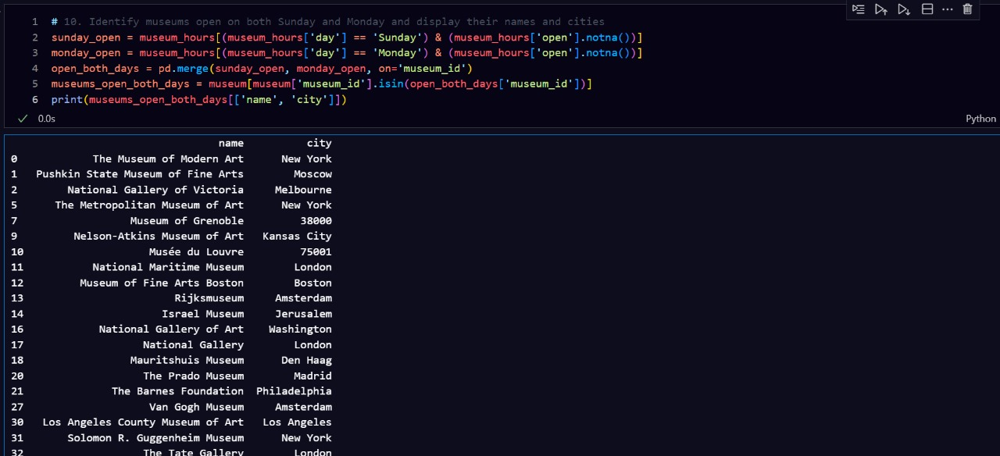 1 # 10. Identify museums open on both Sunday and Monday and display their names and cities
2 sunday_open = museum_hours[(museum_hours['day'] == 'Sunday') & (museum_hours['open'].notna())]
3 monday_open = museum_hours[(museum_hours['day'] == 'Monday') & (museum_hours['open'].notna())]
4 open_both_days = pd.merge(sunday_open, monday_open, on='museum_id')
5 museums_open_both_days = museum[museum['museum_id'].isin(open_both_days['museum_id'])]
6 print(museums_open_both_days[['name', 'city']])
0.0s Python
name city
0 The Museum of Modern Art New York
1 Pushkin State Museum of Fine Arts Moscow
2 National Gallery of Victoria Melbourne
5 The Metropolitan Museum of Art New York
7 Museum of Grenoble 38000
9 Nelson-Atkins Museum of Art Kansas City
10 Musée du Louvre 75001
11 National Maritime Museum London
12 Museum of Fine Arts Boston Boston
13 Rijksmuseum Amsterdam
14 Israel Museum Jerusalem
16 National Gallery of Art Washington
17 National Gallery London
18 Mauritshuis Museum Den Haag
20 The Prado Museum Madrid
21 The Barnes Foundation Philadelphia
27 Van Gogh Museum Amsterdam
30 Los Angeles County Museum of Art Los Angeles
31 Solomon R. Guggenheim Museum New York
32 The Tate Gallery London